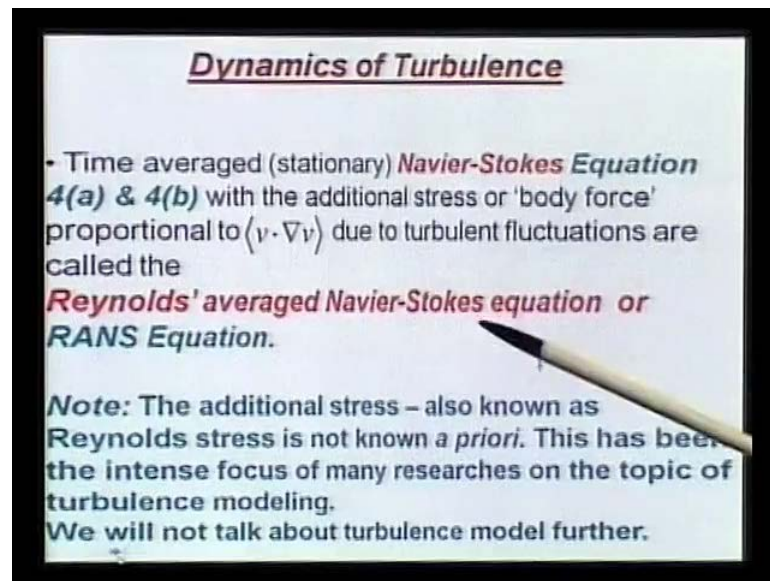 Dynamics of Turbulence
• Time averaged (stationary) Navier-Stokes Equation
4(a) & 4(b) with the additional stress or 'body force'
proportional to ⟨v·∇v⟩ due to turbulent fluctuations are
called the
Reynolds' averaged Navier-Stokes equation or
RANS Equation.
Note: The additional stress – also known as
Reynolds stress is not known a priori. This has been
the intense focus of many researches on the topic of
turbulence modeling.
We will not talk about turbulence model further.